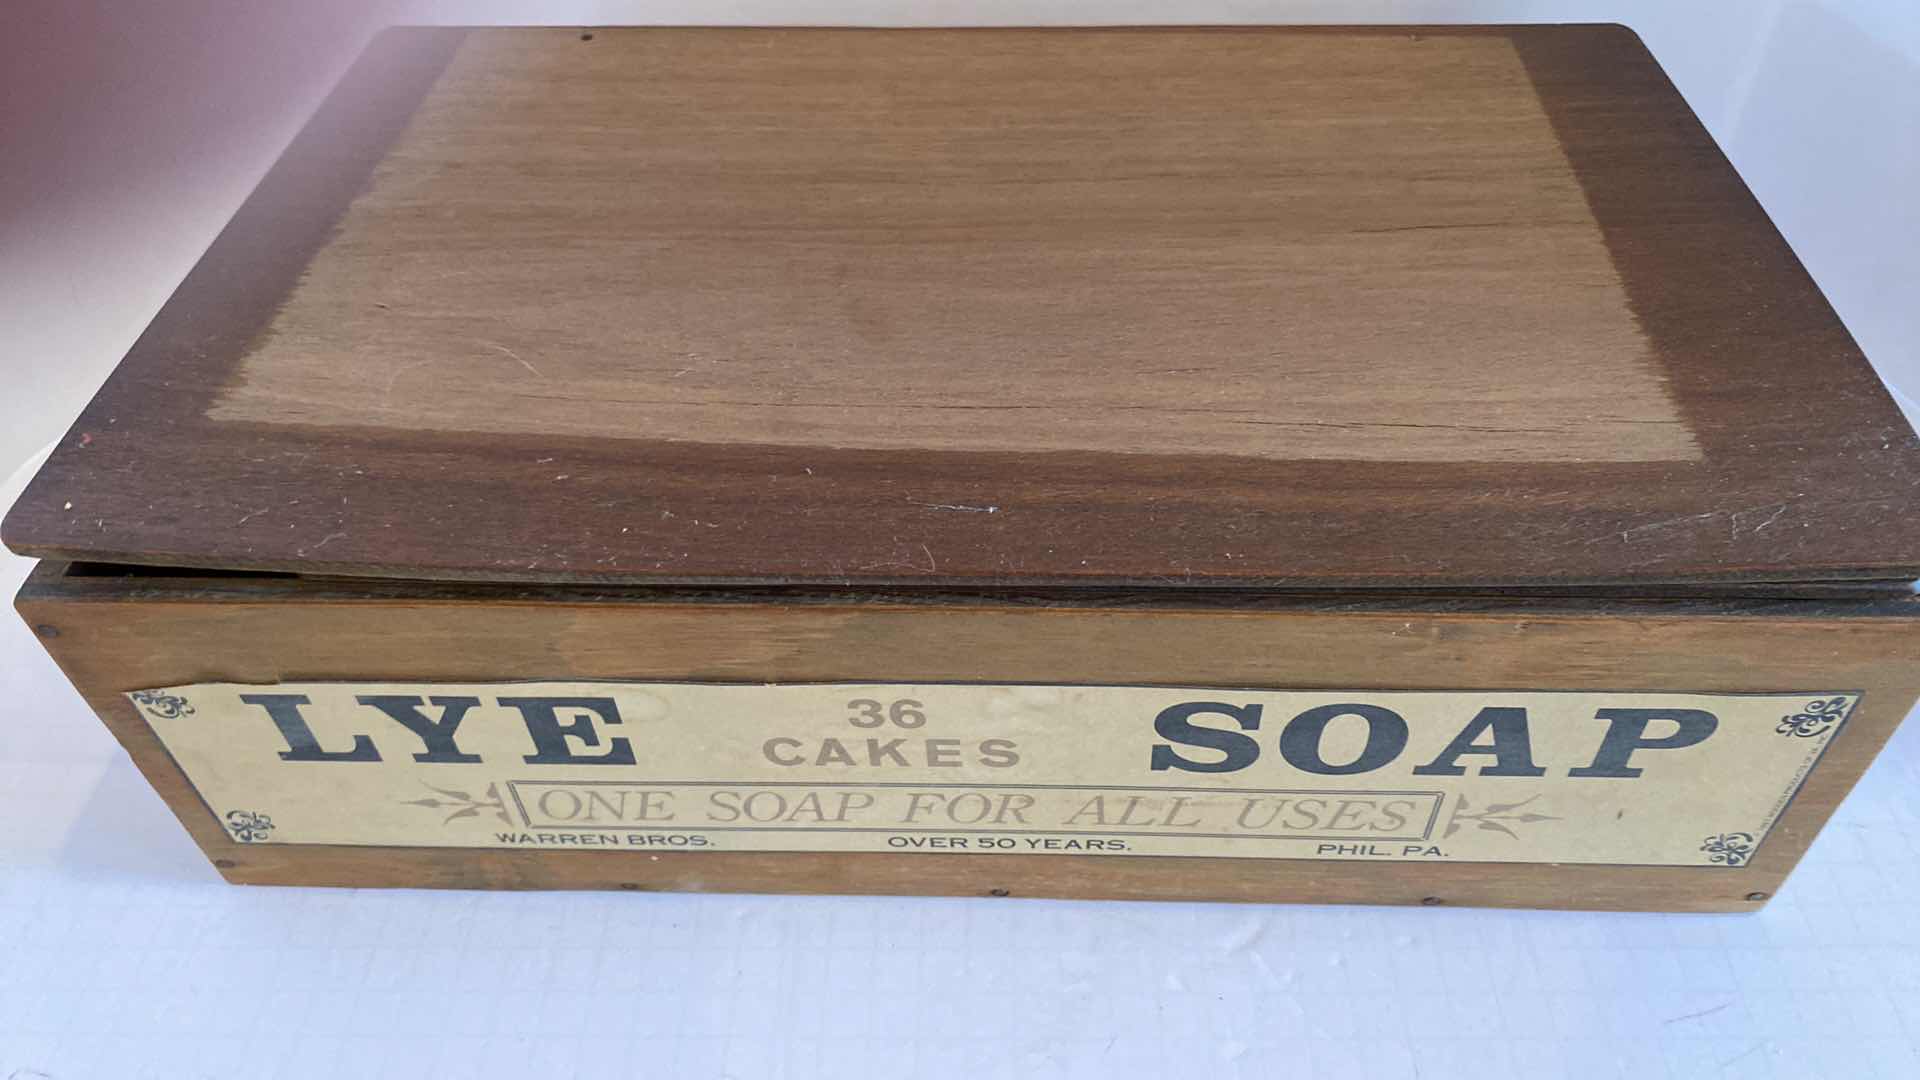 LYE 36 CAKES SOAP
ONE SOAP FOR ALL USES
WARREN BROS. OVER 50 YEARS. PHIL. PA.